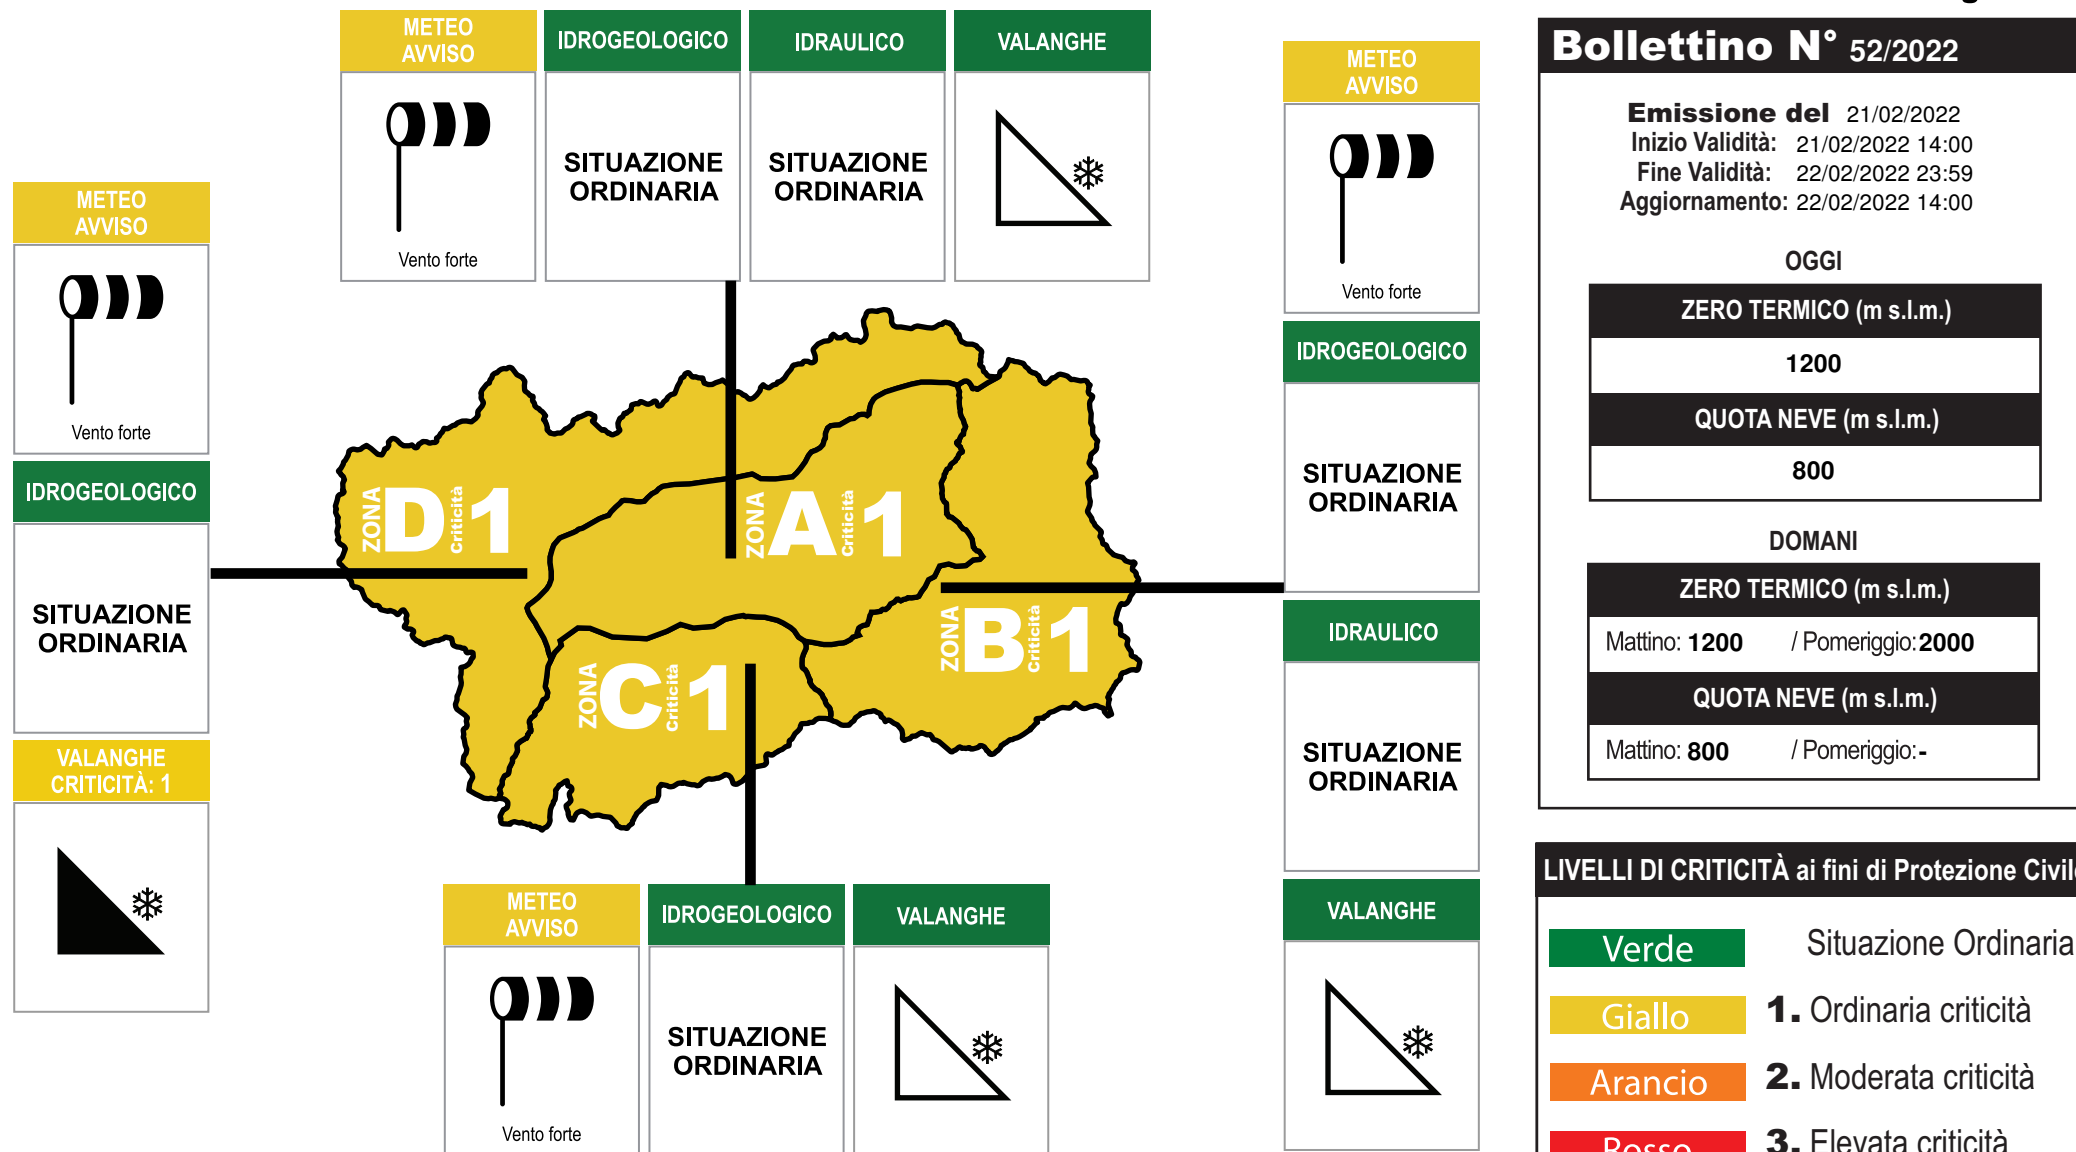 METEO
AVVISO
Vento forte
IDROGEOLOGICO
SITUAZIONE
ORDINARIA
IDRAULICO
SITUAZIONE
ORDINARIA
VALANGHE
METEO
AVVISO
Vento forte
IDROGEOLOGICO
SITUAZIONE
ORDINARIA
VALANGHE
CRITICITÀ: 1
METEO
AVVISO
Vento forte
IDROGEOLOGICO
SITUAZIONE
ORDINARIA
IDRAULICO
SITUAZIONE
ORDINARIA
VALANGHE
ZONA D Criticità 1
ZONA A Criticità 1
ZONA B Criticità 1
ZONA C Criticità 1
METEO
AVVISO
Vento forte
IDROGEOLOGICO
SITUAZIONE
ORDINARIA
VALANGHE
Bollettino N° 52/2022
Emissione del 21/02/2022
Inizio Validità: 21/02/2022 14:00
Fine Validità: 22/02/2022 23:59
Aggiornamento: 22/02/2022 14:00
OGGI
ZERO TERMICO (m s.l.m.)
1200
QUOTA NEVE (m s.l.m.)
800
DOMANI
ZERO TERMICO (m s.l.m.)
Mattino: 1200 / Pomeriggio: 2000
QUOTA NEVE (m s.l.m.)
Mattino: 800 / Pomeriggio: -
LIVELLI DI CRITICITÀ ai fini di Protezione Civile
Verde Situazione Ordinaria
Giallo 1. Ordinaria criticità
Arancio 2. Moderata criticità
Rosso 3. Elevata criticità